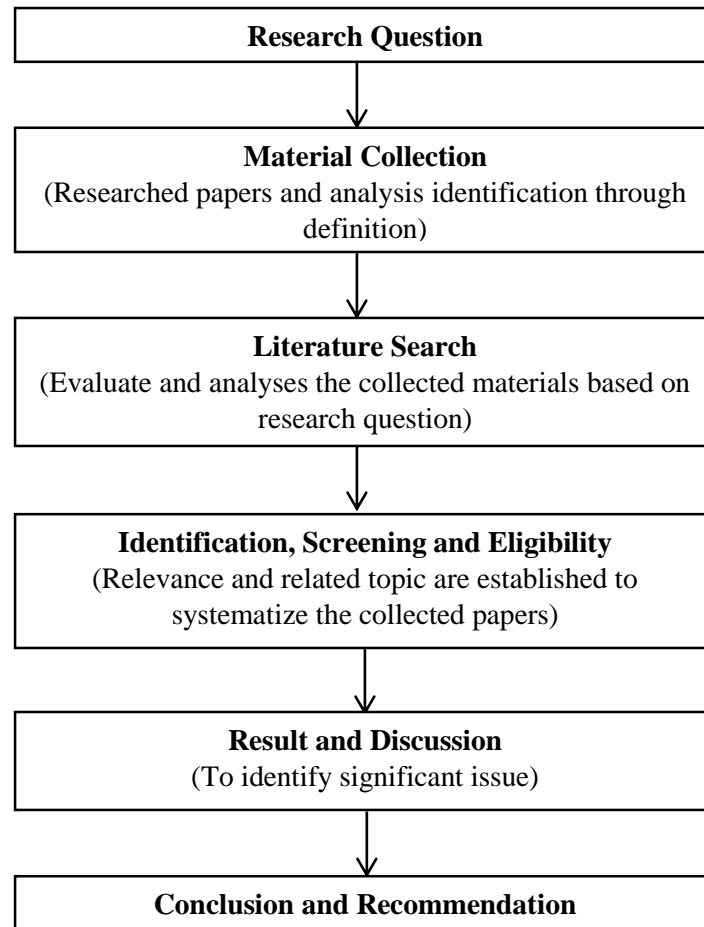 Research Question
Material Collection
(Researched papers and analysis identification through
definition)
Literature Search
(Evaluate and analyses the collected materials based on
research question)
Identification, Screening and Eligibility
(Relevance and related topic are established to
systematize the collected papers)
Result and Discussion
(To identify significant issue)
Conclusion and Recommendation